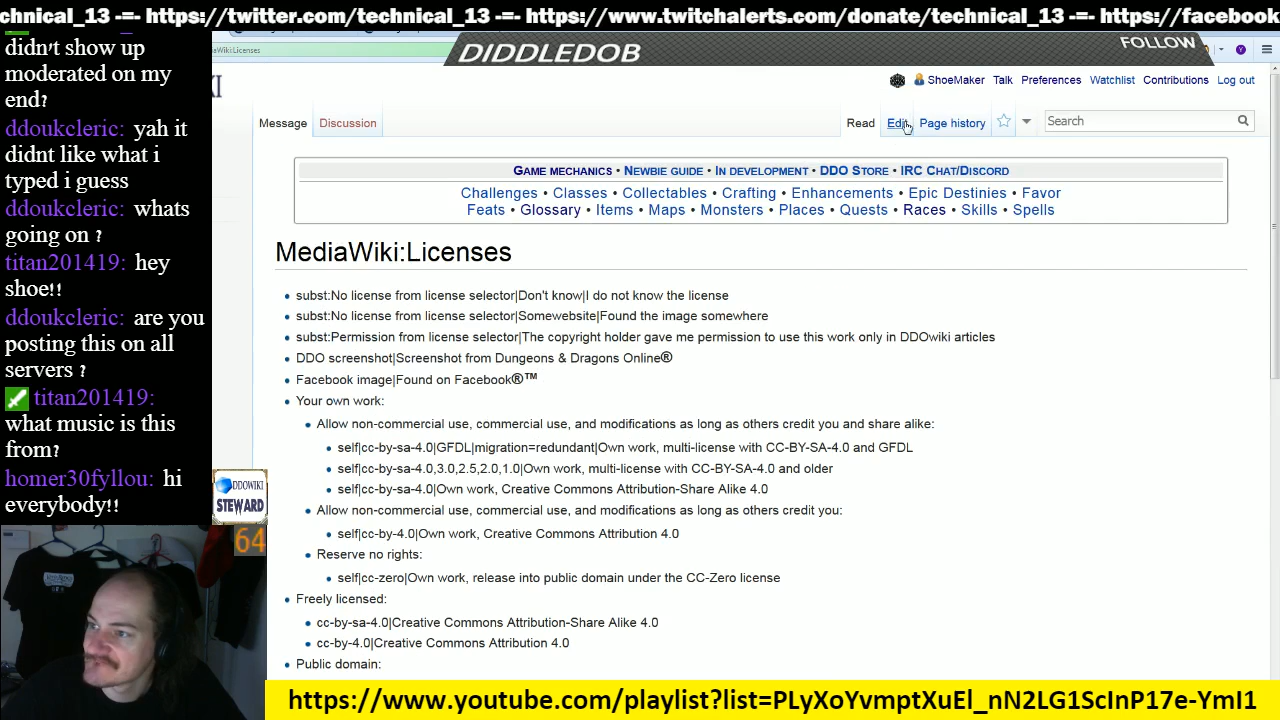 chnical_13 -=- https://twitter.com/technical_13 -=- https://www.twitchalerts.com/donate/technical_13 -=- https://facebook
didn't show up
moderated on my
end?
ddoukcleric: yah it
didnt like what i
typed i guess
ddoukcleric: whats
going on ?
titan201419: hey
shoe!!
ddoukcleric: are you
posting this on all
servers ?
titan201419:
what music is this
from?
homer30fyllou: hi
everybody!!
DDOWIKI
STEWARD
64
DIDDLEDOB
FOLLOW
diaWiki:Licenses
ShoeMaker Talk Preferences Watchlist Contributions Log out
Message Discussion Read Edit Page history Search
Game mechanics • Newbie guide • In development • DDO Store • IRC Chat/Discord
Challenges • Classes • Collectables • Crafting • Enhancements • Epic Destinies • Favor
Feats • Glossary • Items • Maps • Monsters • Places • Quests • Races • Skills • Spells
MediaWiki:Licenses
• subst:No license from license selector|Don't know|I do not know the license
• subst:No license from license selector|Somewebsite|Found the image somewhere
• subst:Permission from license selector|The copyright holder gave me permission to use this work only in DDOwiki articles
• DDO screenshot|Screenshot from Dungeons & Dragons Online®
• Facebook image|Found on Facebook®™
• Your own work:
• Allow non-commercial use, commercial use, and modifications as long as others credit you and share alike:
• self|cc-by-sa-4.0|GFDL|migration=redundant|Own work, multi-license with CC-BY-SA-4.0 and GFDL
• self|cc-by-sa-4.0,3.0,2.5,2.0,1.0|Own work, multi-license with CC-BY-SA-4.0 and older
• self|cc-by-sa-4.0|Own work, Creative Commons Attribution-Share Alike 4.0
• Allow non-commercial use, commercial use, and modifications as long as others credit you:
• self|cc-by-4.0|Own work, Creative Commons Attribution 4.0
• Reserve no rights:
• self|cc-zero|Own work, release into public domain under the CC-Zero license
• Freely licensed:
• cc-by-sa-4.0|Creative Commons Attribution-Share Alike 4.0
• cc-by-4.0|Creative Commons Attribution 4.0
• Public domain:
https://www.youtube.com/playlist?list=PLyXoYvmptXuEl_nN2LG1ScInP17e-YmI1